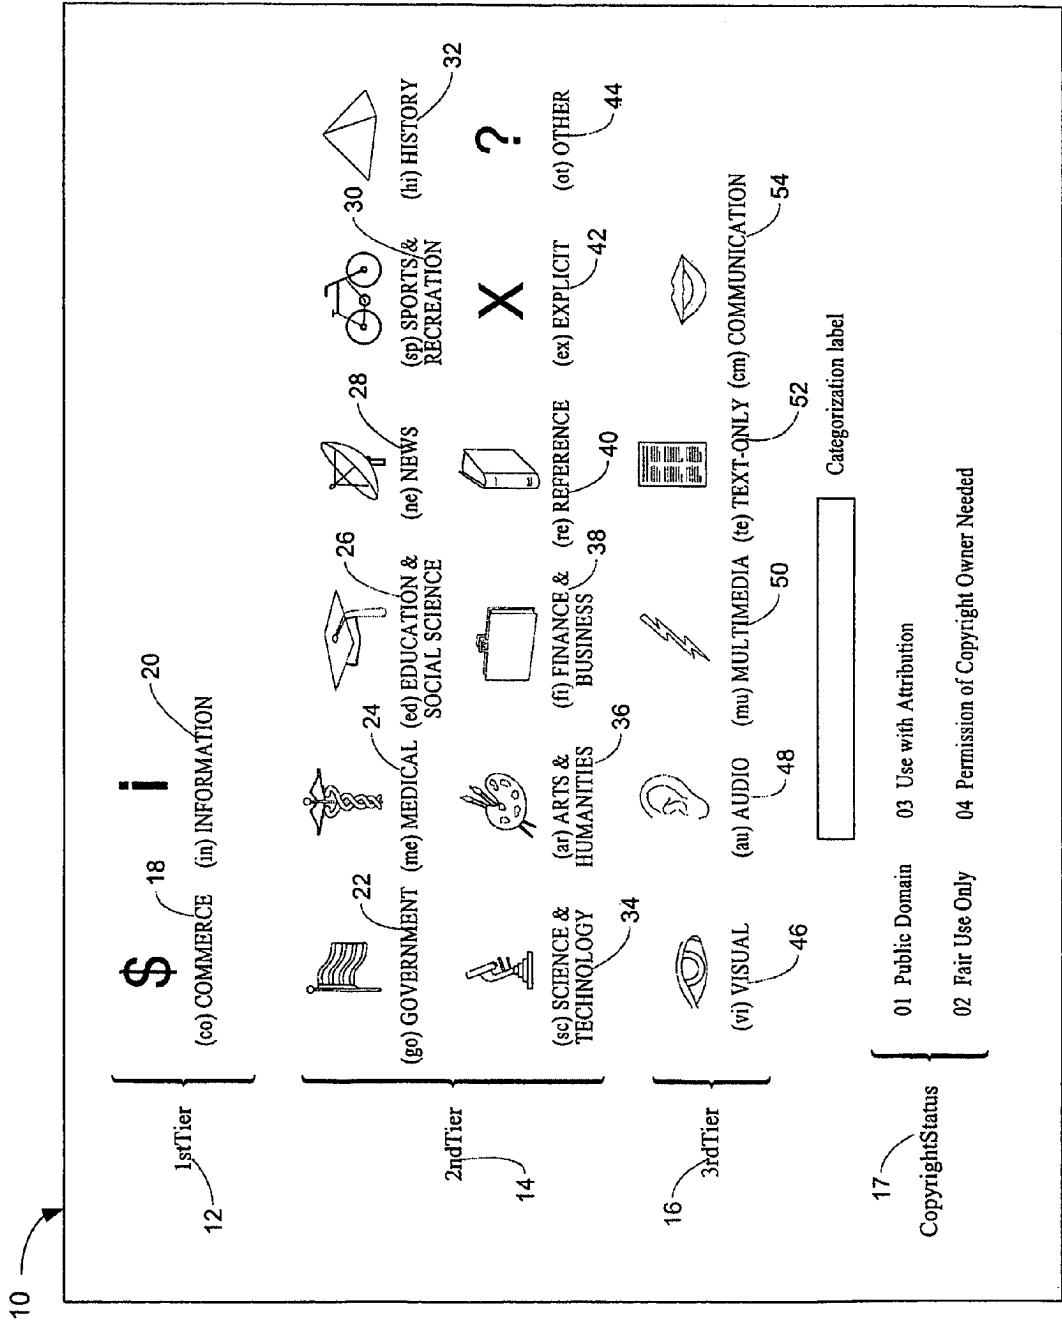 10
$
i
18
20
(co) COMMERCE
(in) INFORMATION
1stTier
12
22
24
26
28
30
32
(go) GOVERNMENT
(me) MEDICAL
(ed) EDUCATION &
SOCIAL SCIENCE
(ne) NEWS
(sp) SPORTS &
RECREATION
(hi) HISTORY
2ndTier
14
X
?
(sc) SCIENCE &
TECHNOLOGY
(ar) ARTS &
HUMANITIES
(fi) FINANCE &
BUSINESS
(re) REFERENCE
(ex) EXPLICIT
(ot) OTHER
34
36
38
40
42
44
16
3rdTier
(vi) VISUAL
(au) AUDIO
(mu) MULTIMEDIA
(te) TEXT-ONLY
(cm) COMMUNICATION
46
48
50
52
54
Categorization label
17
CopyrightStatus
01 Public Domain
03 Use with Attribution
02 Fair Use Only
04 Permission of Copyright Owner Needed